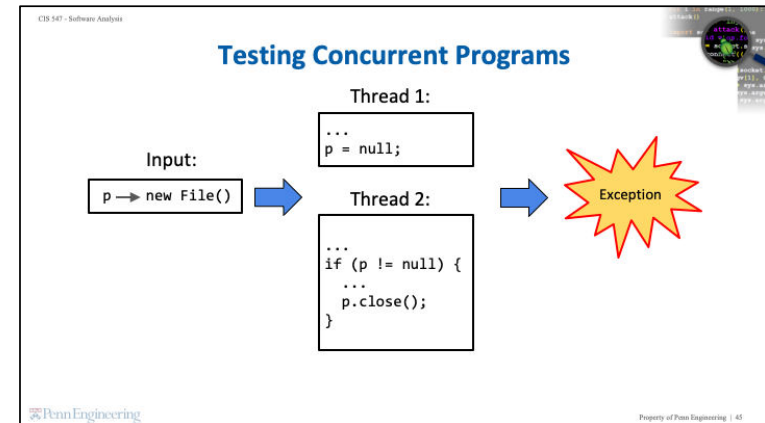 CIS 547 - Software Analysis
Testing Concurrent Programs
Thread 1:
...
p = null;
Input:
p → new File()
Thread 2:
...
if (p != null) {
...
p.close();
}
Exception
Penn Engineering
Property of Penn Engineering | 45